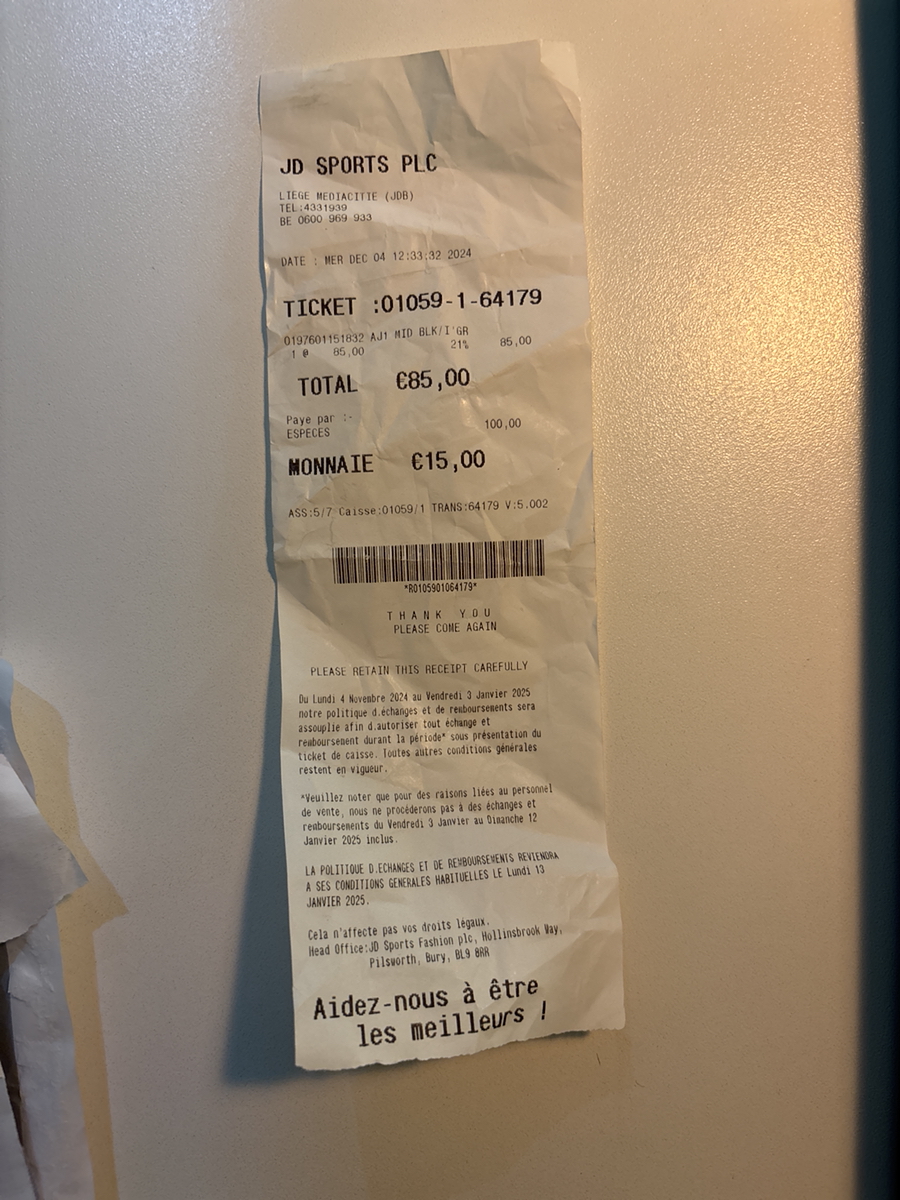 JD SPORTS PLC
LIEGE MEDIACITIE (JDB)
TEL:4331939
BE 0600 969 933
DATE : MER DEC 04 12:33:32 2024
TICKET :01059-1-64179
0197601151832 AJ1 MID BLK/I'GR
1 @ 85,00 21% 85,00
TOTAL €85,00
Paye par :-
ESPECES 100,00
MONNAIE €15,00
ASS:5/7 Caisse:01059/1 TRANS:64179 V:5.002
*R0105901064179*
T H A N K Y O U
PLEASE COME AGAIN
PLEASE RETAIN THIS RECEIPT CAREFULLY
Du Lundi 4 Novembre 2024 au Vendredi 3 Janvier 2025
notre politique d.échanges et de remboursements sera
assouplie afin d.autoriser tout échange et
remboursement durant la période* sous présentation du
ticket de caisse. Toutes autres conditions générales
restent en vigueur.
*Veuillez noter que pour des raisons liées au personnel
de vente, nous ne procéderons pas à des échanges et
remboursements du Vendredi 3 Janvier au Dimanche 12
Janvier 2025 inclus.
LA POLITIQUE D.ECHANGES ET DE REMBOURSEMENTS REVIENDRA
A SES CONDITIONS GENERALES HABITUELLES LE Lundi 13
JANVIER 2025.
Cela n'affecte pas vos droits légaux.
Head Office:JD Sports Fashion plc, Hollinsbrook Way,
Pilsworth, Bury, BL9 8RR
Aidez-nous à être
les meilleurs !